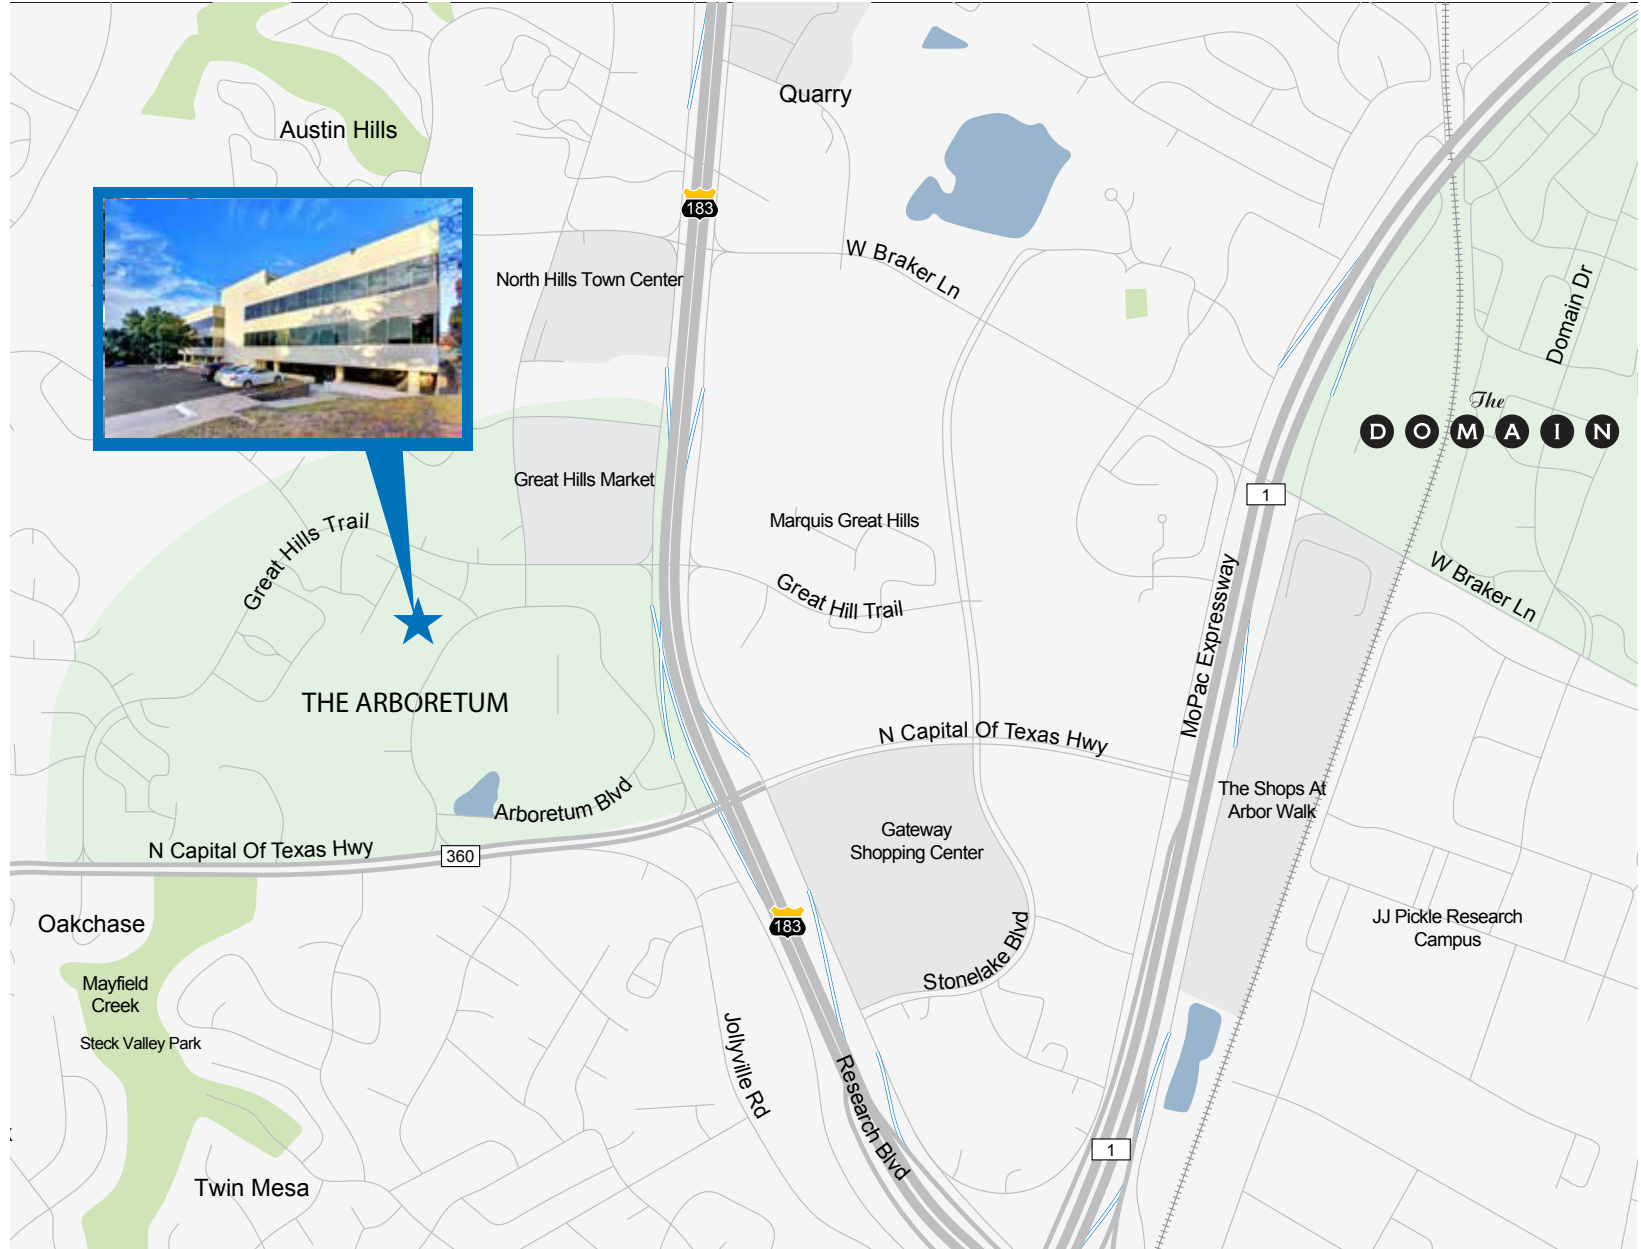 Quarry
Austin Hills
183
W Braker Ln
North Hills Town Center
Domain Dr
The
DOMAIN
Great Hills Market
1
Marquis Great Hills
Great Hills Trail
Great Hill Trail
MoPac Expressway
W Braker Ln
THE ARBORETUM
N Capital Of Texas Hwy
The Shops At
Arbor Walk
Arboretum Blvd
Gateway
Shopping Center
N Capital Of Texas Hwy
360
Oakchase
183
JJ Pickle Research
Campus
Stonelake Blvd
Mayfield
Creek
Steck Valley Park
Jollyville Rd
Research Blvd
1
Twin Mesa